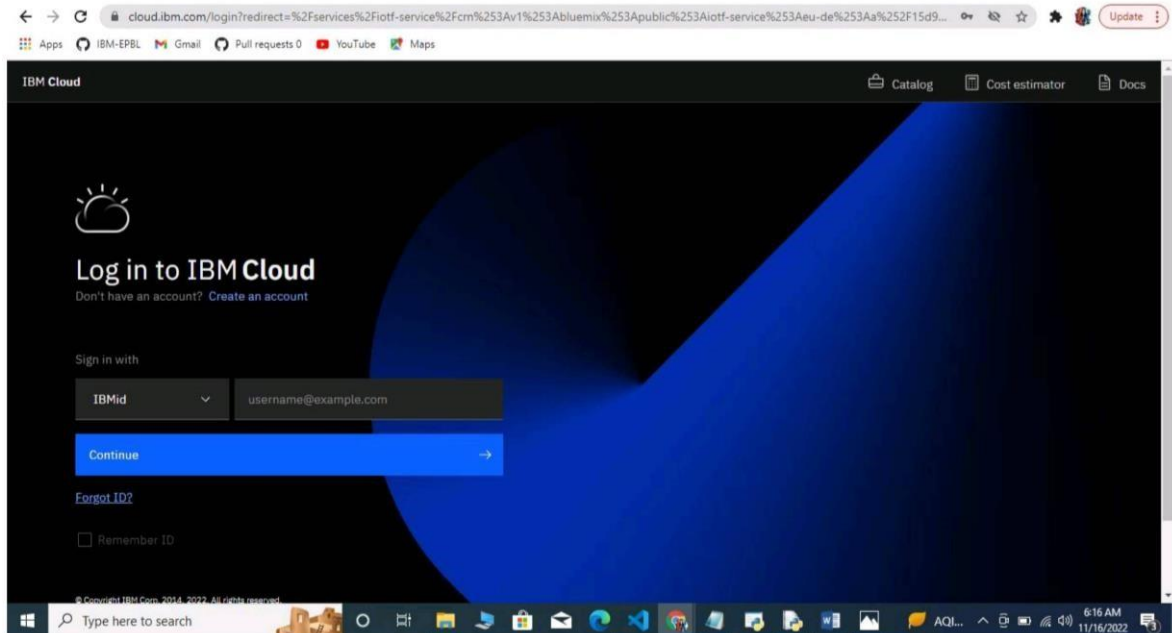 cloud.ibm.com/login?redirect=%2Fservices%2Fiotf-service%2Fcrn%253Av1%253Abluemix%253Apublic%253Aiotf-service%253Aeu-de%253Aa%252F15d9...
Update
Apps IBM-EPBL Gmail Pull requests 0 YouTube Maps
IBM Cloud
Catalog Cost estimator Docs
Log in to IBM Cloud
Don't have an account? Create an account
Sign in with
IBMid username@example.com
Continue
Forgot ID?
Remember ID
© Copyright IBM Corp. 2014, 2022. All rights reserved.
Type here to search
AQI...
6:16 AM
11/16/2022